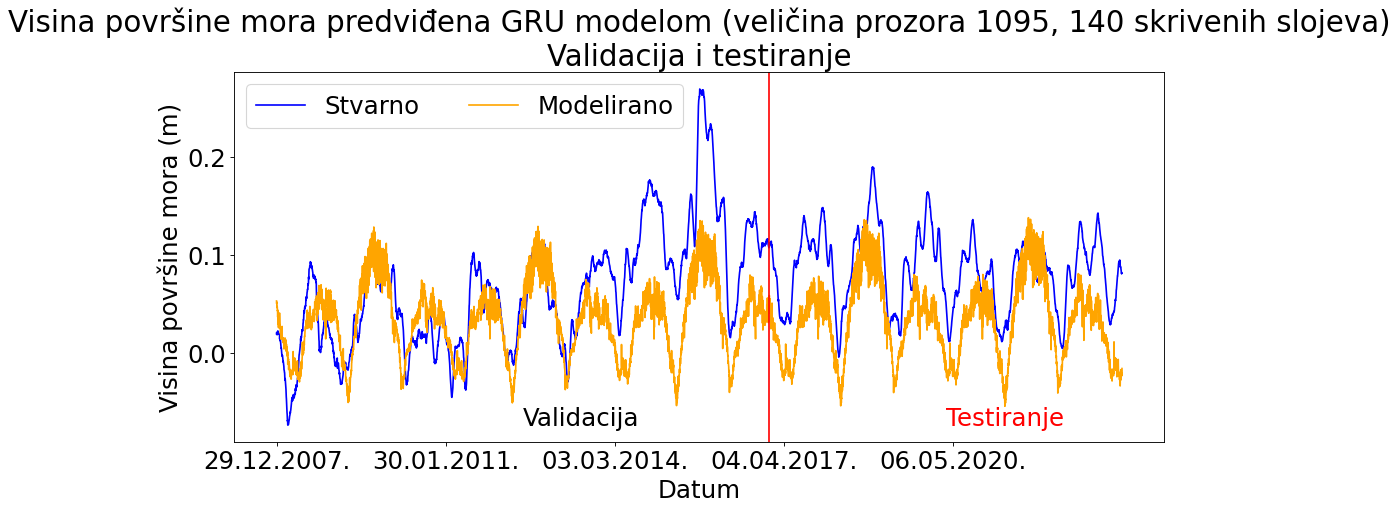 Visina površine mora predviđena GRU modelom (veličina prozora 1095, 140 skrivenih slojeva)
Validacija i testiranje
Stvarno
Modelirano
Visina površine mora (m)
0.2
0.1
0.0
Validacija
Testiranje
29.12.2007.
30.01.2011.
03.03.2014.
04.04.2017.
06.05.2020.
Datum